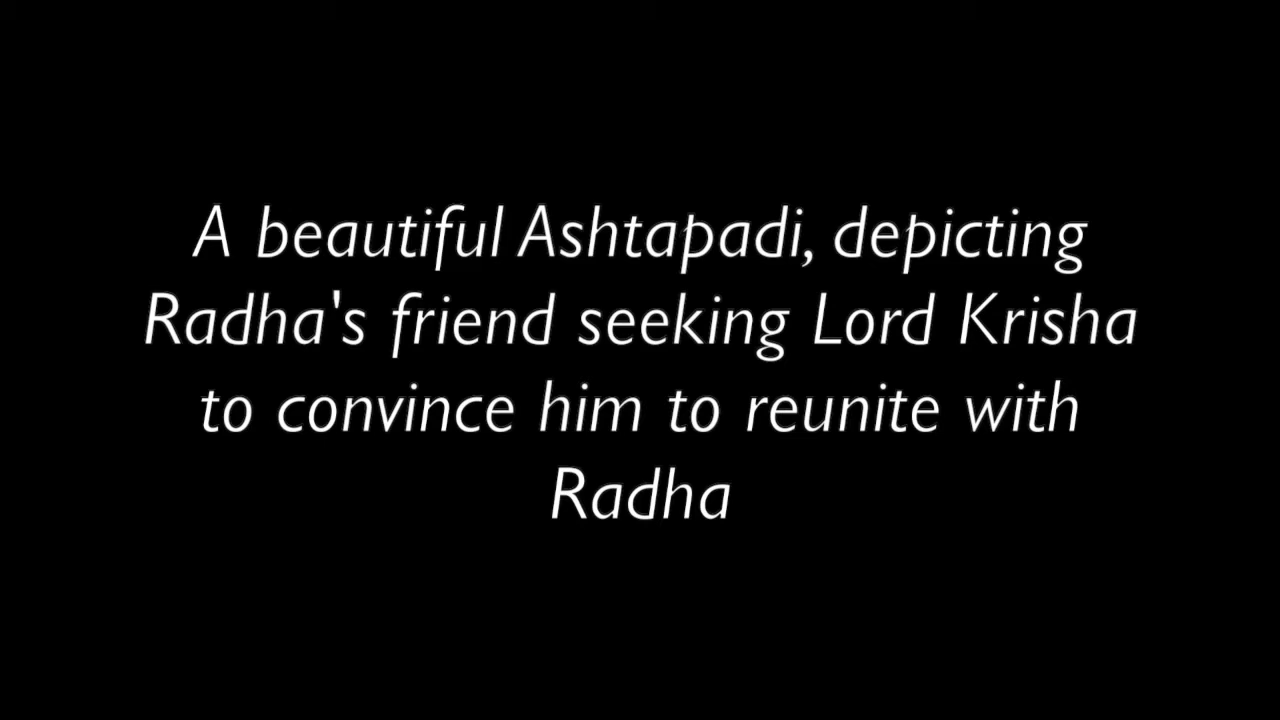 A beautiful Ashtapadi, depicting
Radha's friend seeking Lord Krisha
to convince him to reunite with
Radha